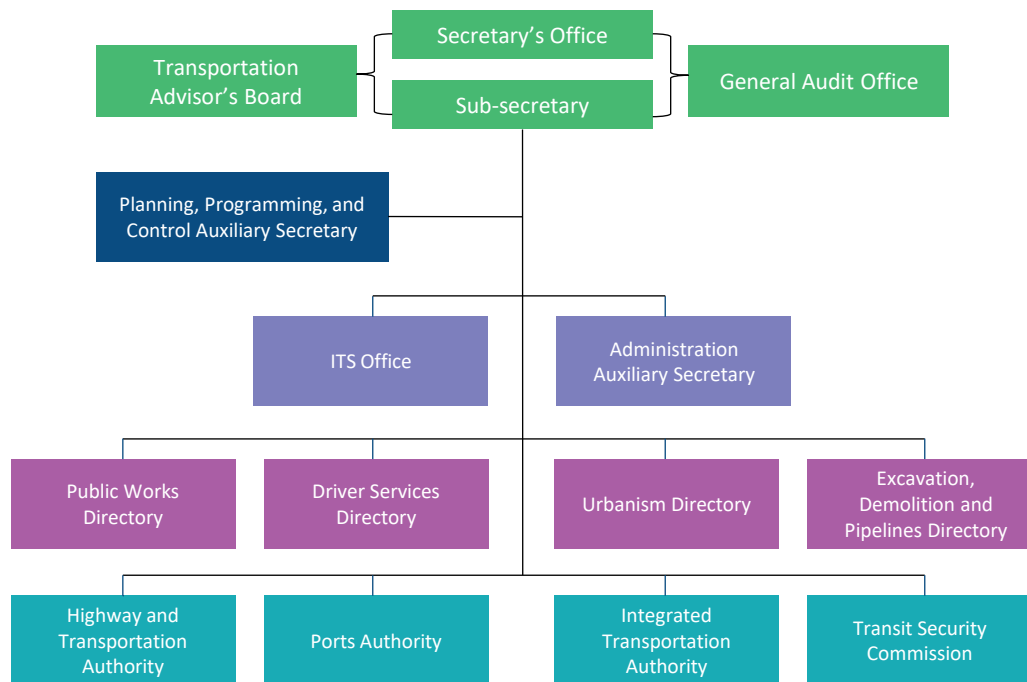 Secretary’s Office
Transportation
Advisor’s Board
General Audit Office
Sub-secretary
Planning, Programming, and
Control Auxiliary Secretary
ITS Office
Administration
Auxiliary Secretary
Public Works
Directory
Driver Services
Directory
Urbanism Directory
Excavation,
Demolition and
Pipelines Directory
Highway and
Transportation
Authority
Ports Authority
Integrated
Transportation
Authority
Transit Security
Commission